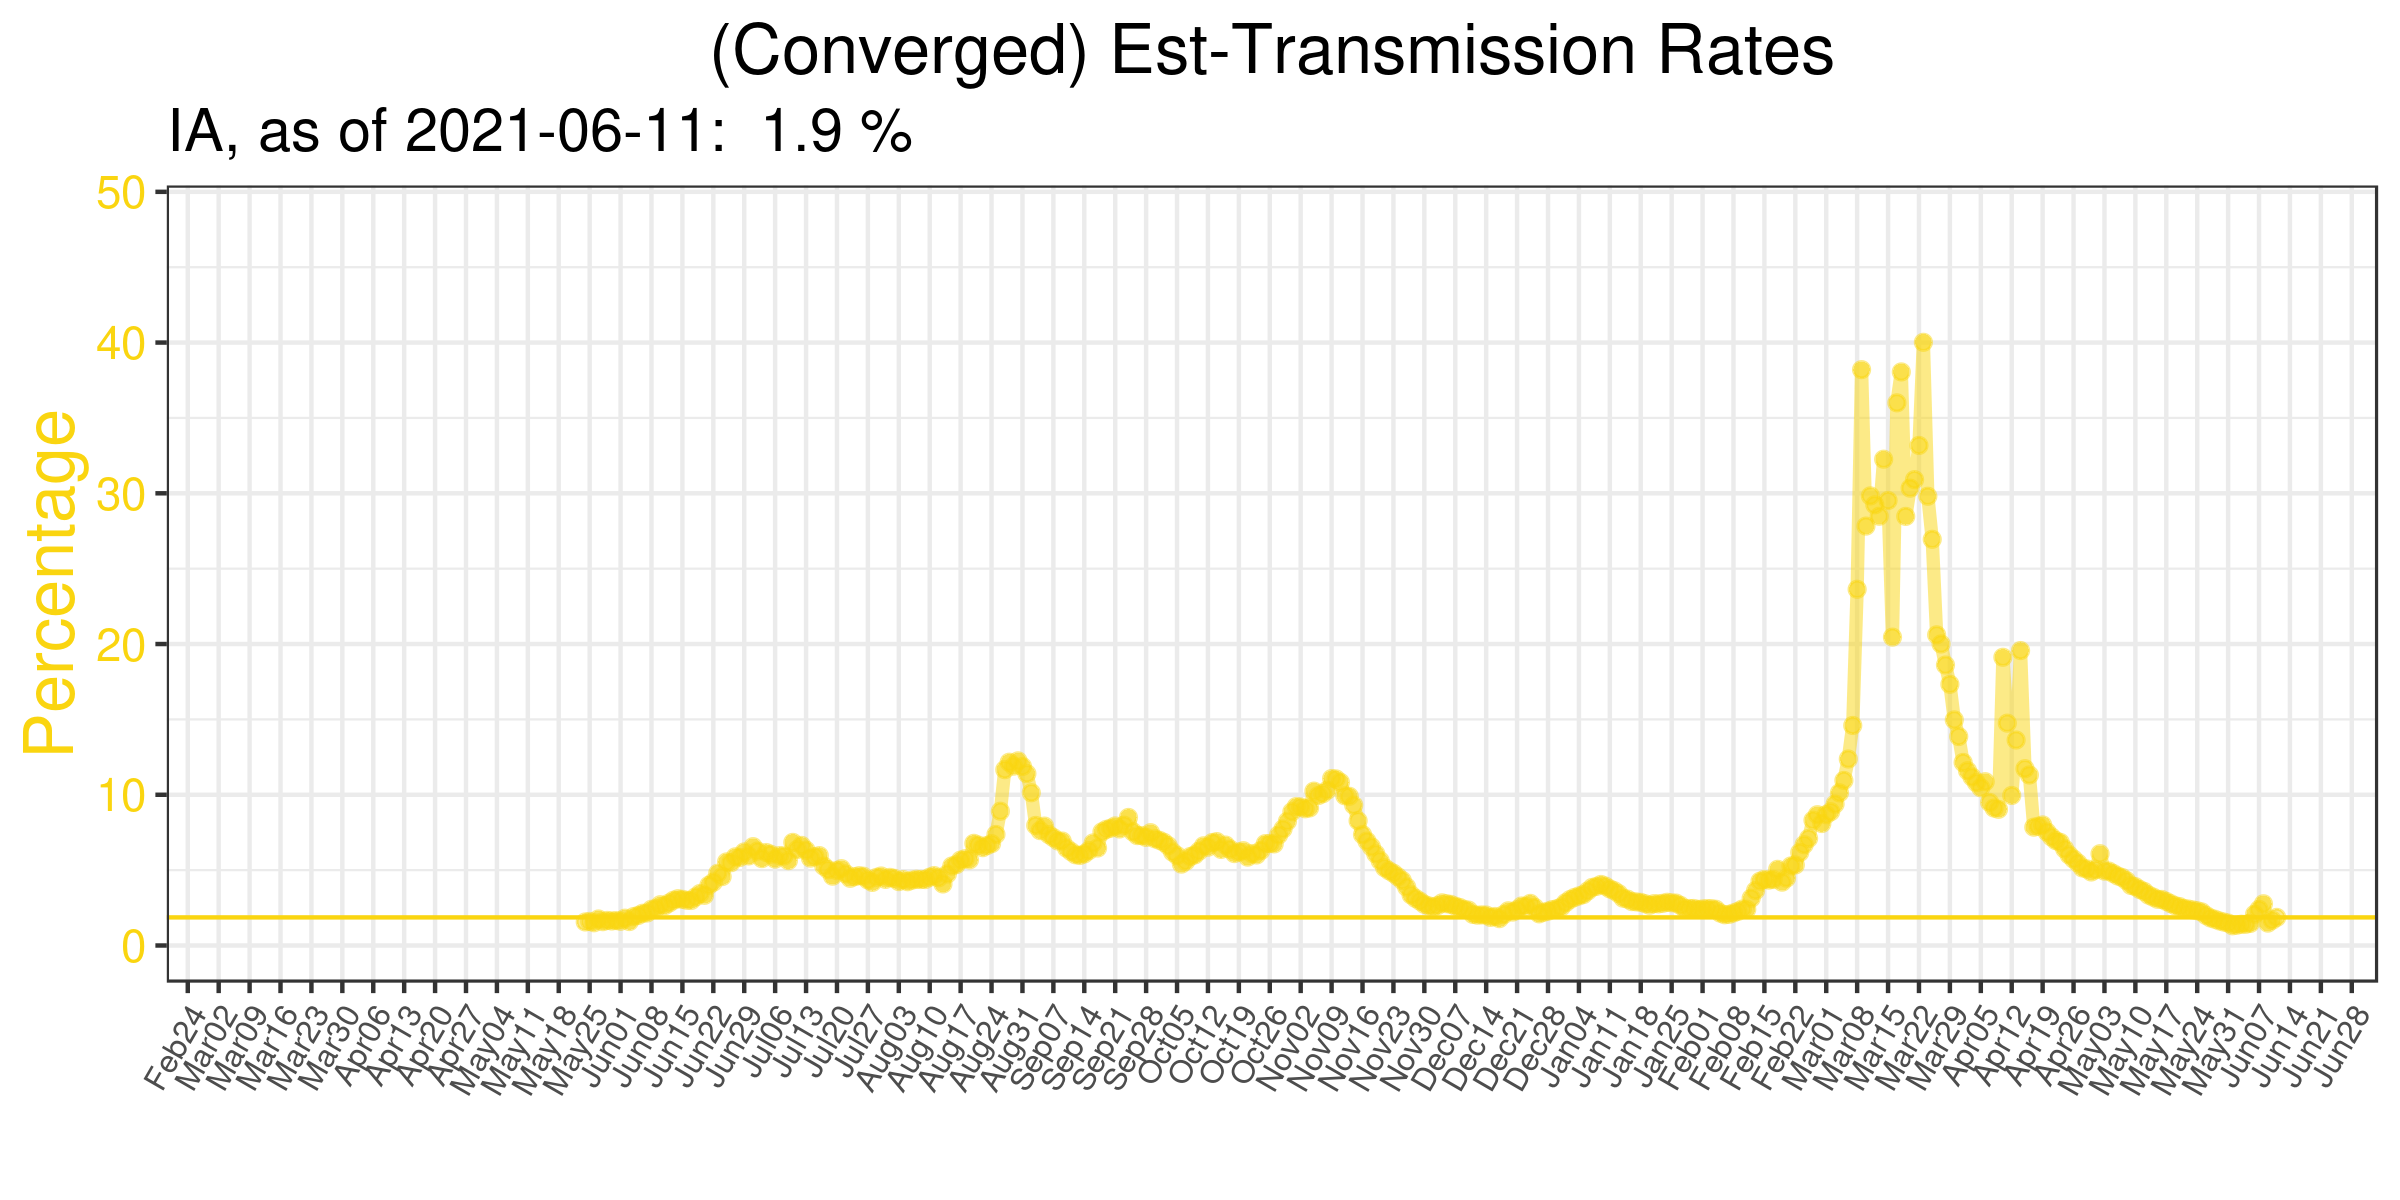 (Converged) Est-Transmission Rates
IA, as of 2021-06-11:  1.9 %
Percentage
50
40
30
20
10
0
Feb24
Mar02
Mar09
Mar16
Mar23
Mar30
Apr06
Apr13
Apr20
Apr27
May04
May11
May18
May25
Jun01
Jun08
Jun15
Jun22
Jun29
Jul06
Jul13
Jul20
Jul27
Aug03
Aug10
Aug17
Aug24
Aug31
Sep07
Sep14
Sep21
Sep28
Oct05
Oct12
Oct19
Oct26
Nov02
Nov09
Nov16
Nov23
Nov30
Dec07
Dec14
Dec21
Dec28
Jan04
Jan11
Jan18
Jan25
Feb01
Feb08
Feb15
Feb22
Mar01
Mar08
Mar15
Mar22
Mar29
Apr05
Apr12
Apr19
Apr26
May03
May10
May17
May24
May31
Jun07
Jun14
Jun21
Jun28